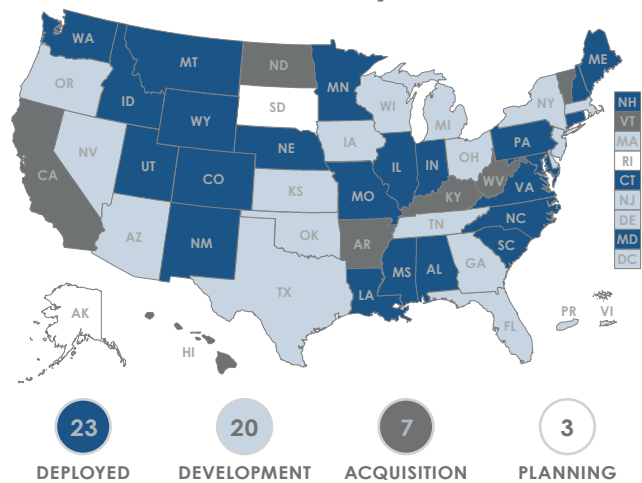 WA
MT
ND
MN
ME
OR
ID
SD
WI
NY
MI
WY
NH
VT
MA
RI
CT
NJ
DE
MD
DC
NV
UT
NE
IA
PA
CA
CO
IL
IN
OH
WV
VA
KS
MO
KY
NC
AZ
NM
OK
AR
TN
SC
TX
LA
MS
AL
GA
FL
AK
HI
PR
VI
23
20
7
3
DEPLOYED
DEVELOPMENT
ACQUISITION
PLANNING